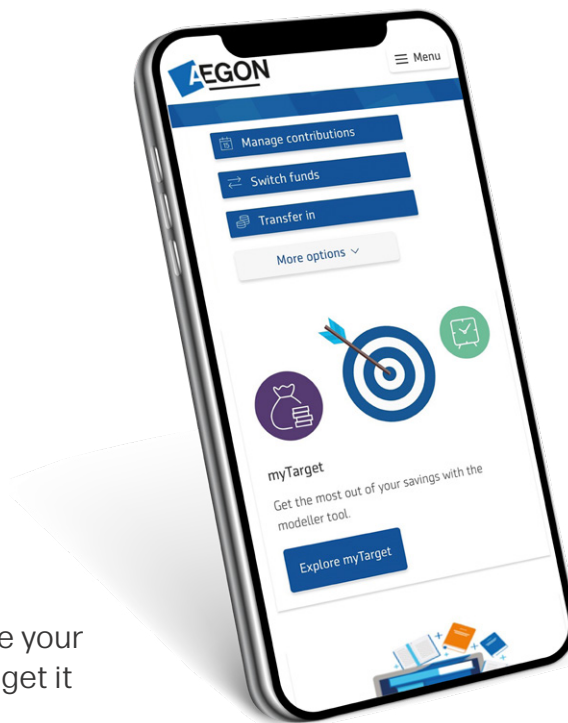 AEGON
Menu
Manage contributions
Switch funds
Transfer in
More options
myTarget
Get the most out of your savings with the
modeller tool.
Explore myTarget
e your
get it